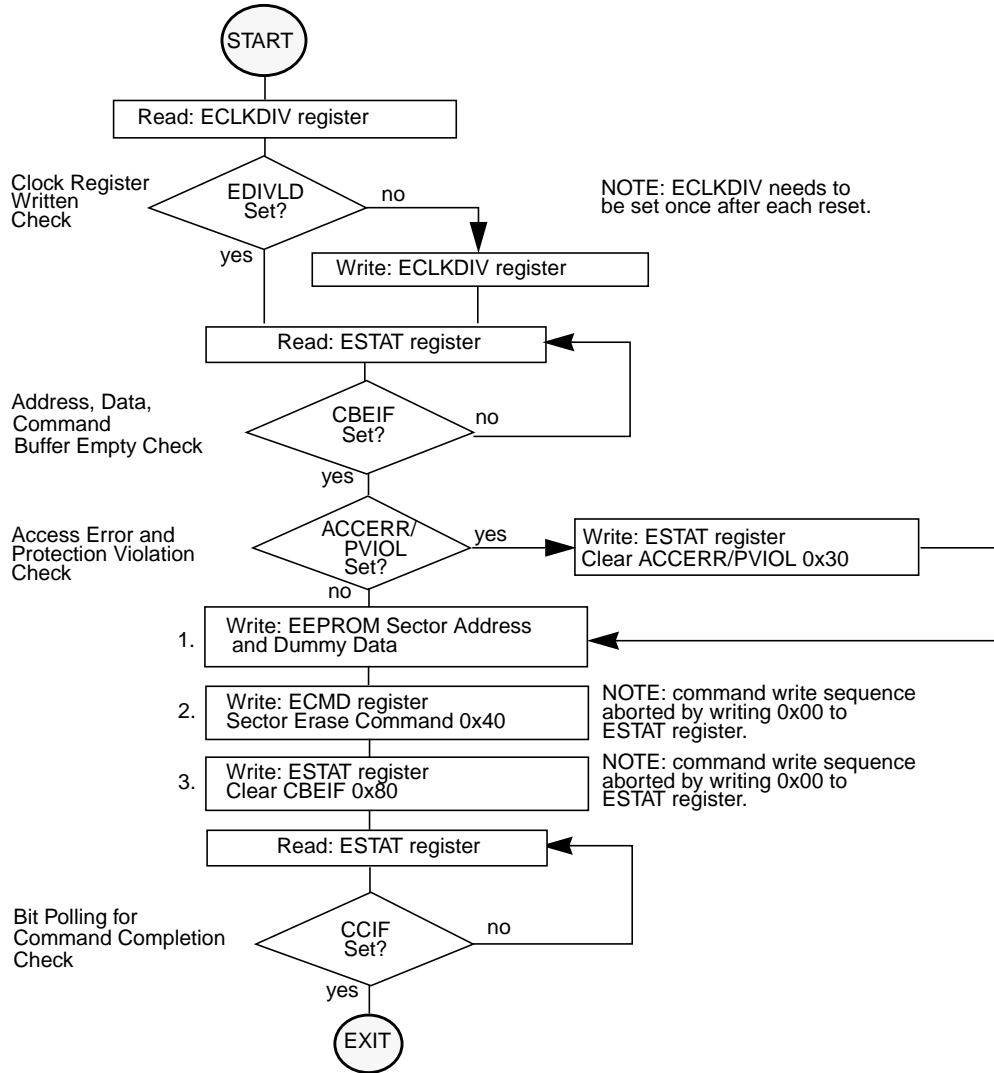 START
Read: ECLKDIV register
Clock Register
Written
Check
EDIVLD
Set?
no
yes
NOTE: ECLKDIV needs to
be set once after each reset.
Write: ECLKDIV register
Read: ESTAT register
Address, Data,
Command
Buffer Empty Check
CBEIF
Set?
no
yes
Access Error and
Protection Violation
Check
ACCERR/
PVIOL
Set?
yes
no
Write: ESTAT register
Clear ACCERR/PVIOL 0x30
1.
Write: EEPROM Sector Address
and Dummy Data
2.
Write: ECMD register
Sector Erase Command 0x40
NOTE: command write sequence
aborted by writing 0x00 to
ESTAT register.
3.
Write: ESTAT register
Clear CBEIF 0x80
NOTE: command write sequence
aborted by writing 0x00 to
ESTAT register.
Read: ESTAT register
Bit Polling for
Command Completion
Check
CCIF
Set?
no
yes
EXIT